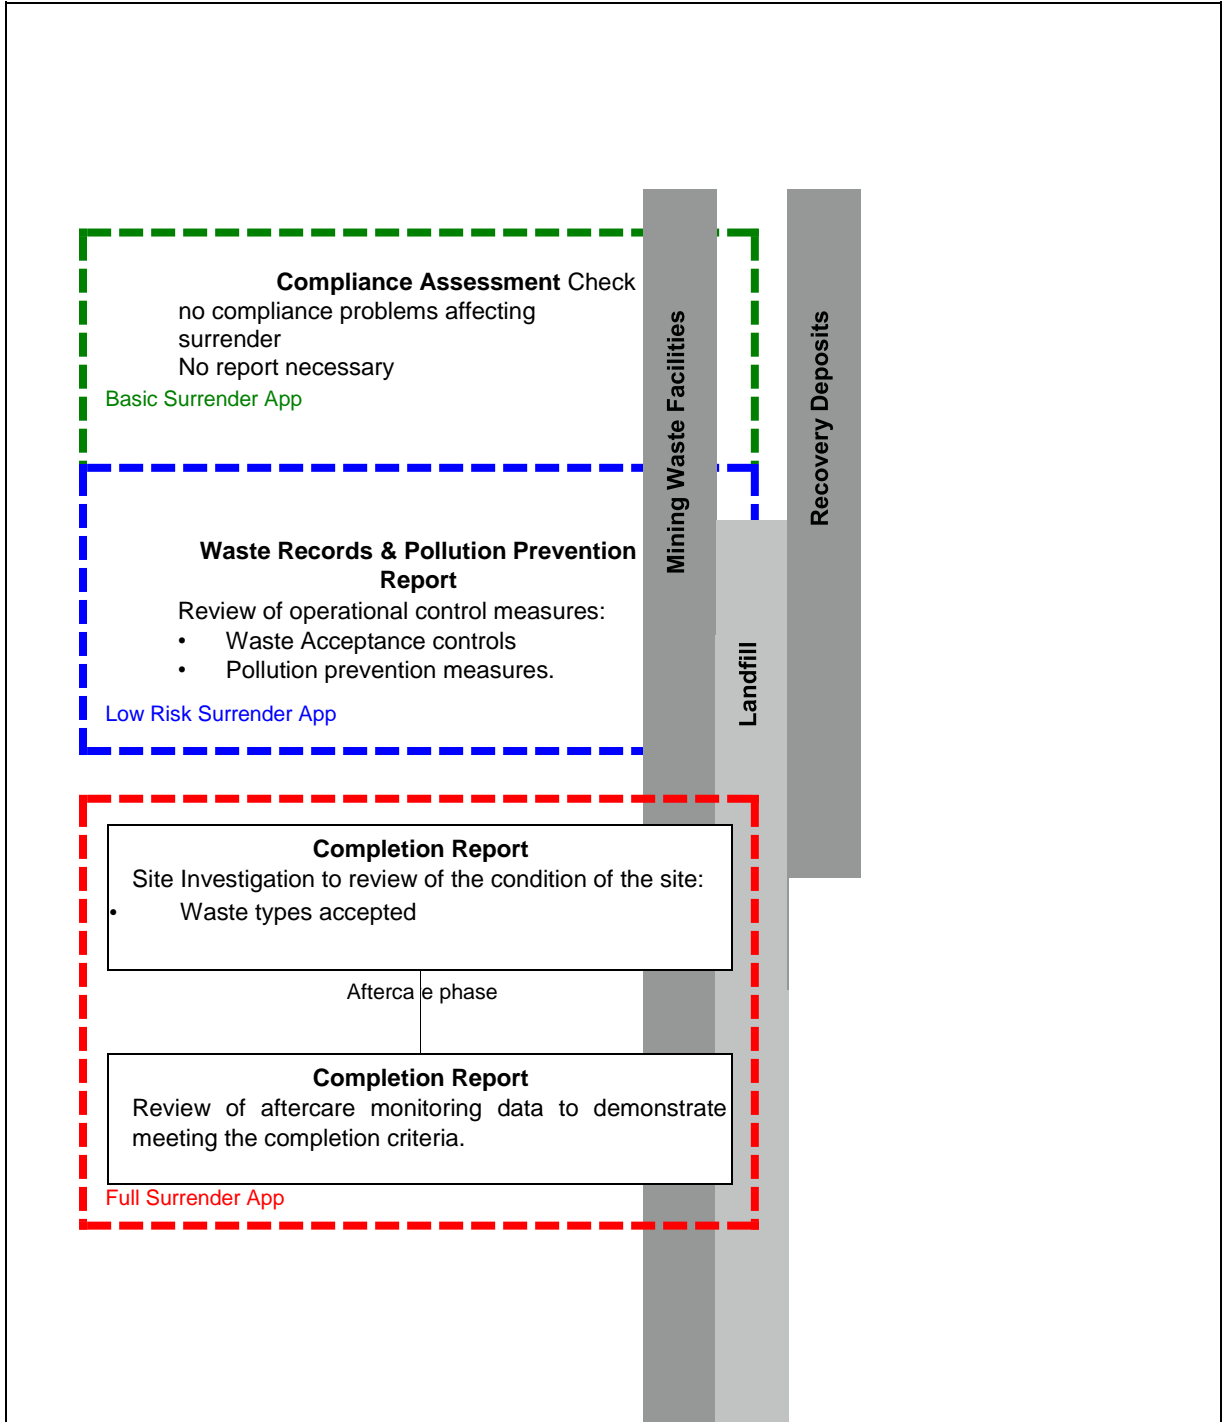 Compliance Assessment Check
no compliance problems affecting
surrender
No report necessary
Basic Surrender App
Mining Waste Facilities
Recovery Deposits
Waste Records & Pollution Prevention
Report
Review of operational control measures:
• Waste Acceptance controls
• Pollution prevention measures.
Low Risk Surrender App
Landfill
Completion Report
Site Investigation to review of the condition of the site:
• Waste types accepted
Aftercare phase
Completion Report
Review of aftercare monitoring data to demonstrate
meeting the completion criteria.
Full Surrender App